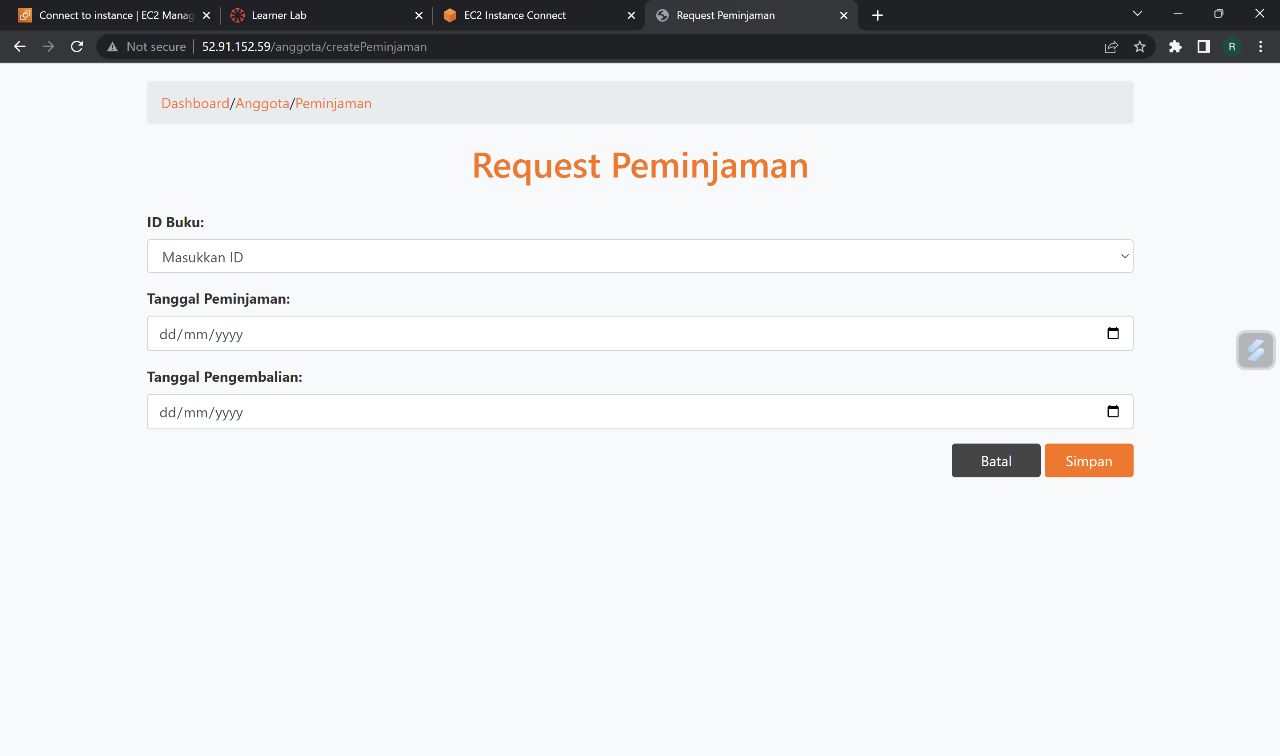 Connect to instance | EC2 Manag
Learner Lab
EC2 Instance Connect
Request Peminjaman
Not secure
52.91.152.59/anggota/createPeminjaman
R
Dashboard/Anggota/Peminjaman
Request Peminjaman
ID Buku:
Masukkan ID
Tanggal Peminjaman:
dd/mm/yyyy
Tanggal Pengembalian:
dd/mm/yyyy
Batal
Simpan